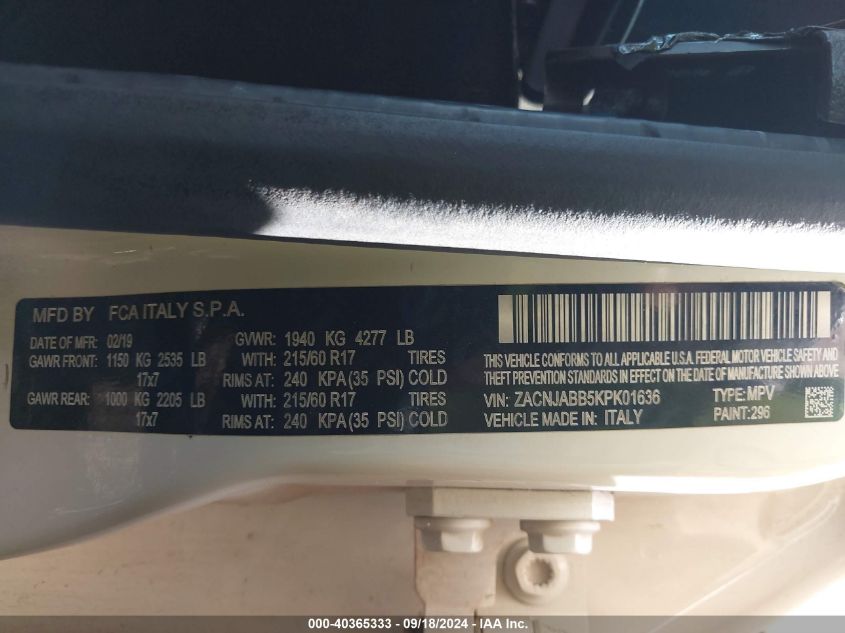 MFD BY FCA ITALY S.P.A.
DATE OF MFR: 02/19 GVWR: 1940 KG 4277 LB
GAWR FRONT: 1150 KG 2535 LB WITH: 215/60 R17 TIRES
17x7 RIMS AT: 240 KPA (35 PSI) COLD
GAWR REAR: 1000 KG 2205 LB WITH: 215/60 R17 TIRES
17x7 RIMS AT: 240 KPA (35 PSI) COLD
THIS VEHICLE CONFORMS TO ALL APPLICABLE U.S.A. FEDERAL MOTOR VEHICLE SAFETY AND
THEFT PREVENTION STANDARDS IN EFFECT ON THE DATE OF MANUFACTURE SHOWN ABOVE
VIN: ZACNJABB5KPK01636 TYPE: MPV
VEHICLE MADE IN: ITALY PAINT: 296
000-40365333 - 09/18/2024 - IAA Inc.